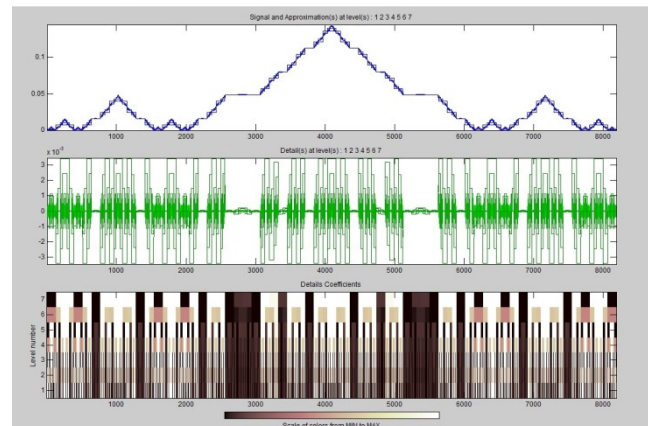 Signal and Approximation(s) at level(s) : 1 2 3 4 5 6 7
0.1
0.05
0
1000 2000 3000 4000 5000 6000 7000 8000
x 10⁻³ Detail(s) at level(s) : 1 2 3 4 5 6 7
3
2
1
0
-1
-2
-3
1000 2000 3000 4000 5000 6000 7000 8000
Details Coefficients
Level number
7
6
5
4
3
2
1
1000 2000 3000 4000 5000 6000 7000 8000
Scale of colors from MIN to MAX